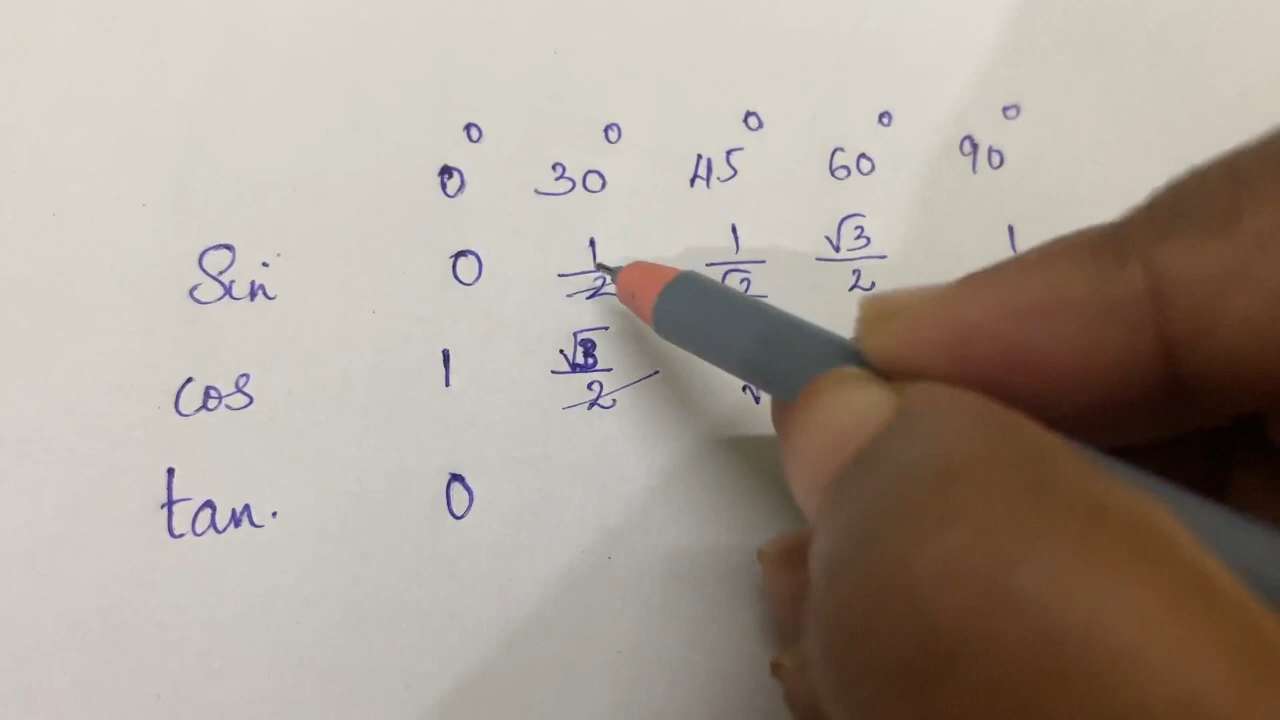 0° 30° 45° 60° 90°
Sin 0 1/2 1/√2 √3/2 1
cos 1 √3/2
tan. 0